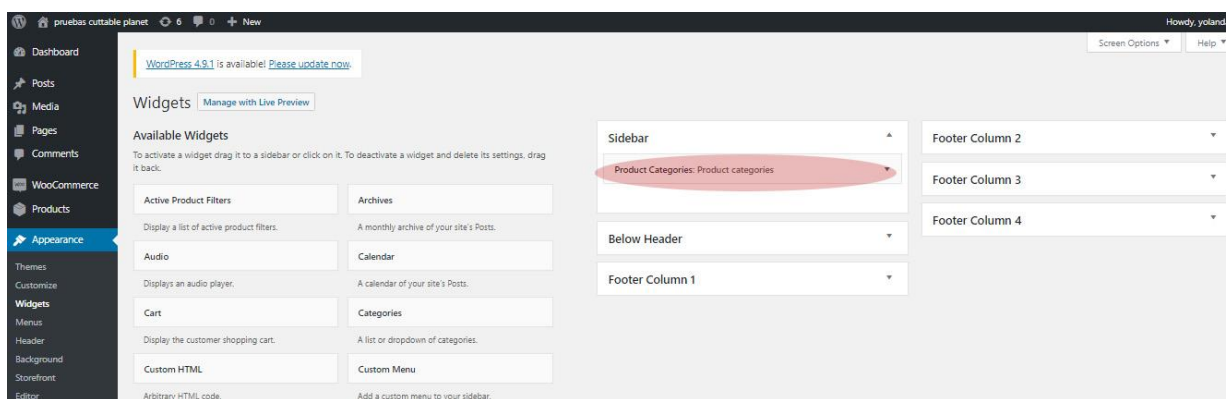 pruebas cuttable planet 6 0 + New
Howdy, yoland
Screen Options Help
Dashboard
Posts
Media
Pages
Comments
WooCommerce
Products
Appearance
Themes
Customize
Widgets
Menus
Header
Background
Storefront
Editor
WordPress 4.9.1 is available! Please update now.
Widgets Manage with Live Preview
Available Widgets
To activate a widget drag it to a sidebar or click on it. To deactivate a widget and delete its settings, drag
it back.
Active Product Filters
Display a list of active product filters.
Archives
A monthly archive of your site's Posts.
Audio
Displays an audio player.
Calendar
A calendar of your site's Posts.
Cart
Display the customer shopping cart.
Categories
A list or dropdown of categories.
Custom HTML
Arbitrary HTML code.
Custom Menu
Add a custom menu to your sidebar.
Sidebar
Product Categories: Product categories
Below Header
Footer Column 1
Footer Column 2
Footer Column 3
Footer Column 4